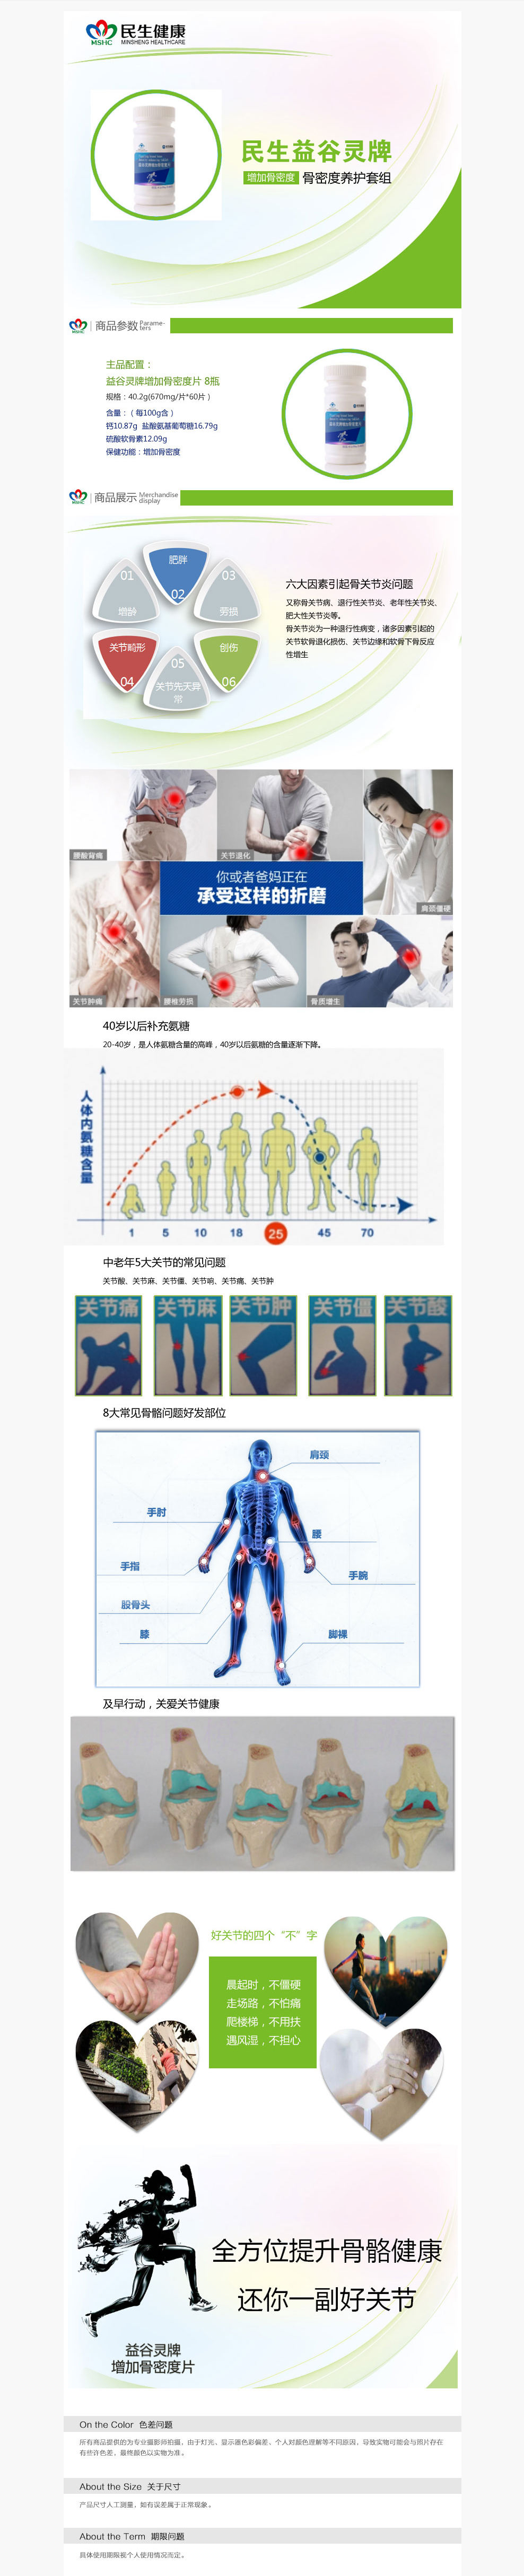 MSHC
民生健康
MINSHENG HEALTHCARE
民生益谷灵牌
增加骨密度 骨密度养护套组
MSHC
商品参数 Parame-
ters
主品配置：
益谷灵牌增加骨密度片 8瓶
规格：40.2g(670mg/片*60片）
含量：（每100g含）
钙10.87g 盐酸氨基葡萄糖16.79g
硫酸软骨素12.09g
保健功能：增加骨密度
MSHC
商品展示 Merchandise
display
01
增龄
肥胖
02
03
劳损
关节畸形
04
05
关节先天异
常
创伤
06
六大因素引起骨关节炎问题
又称骨关节病、退行性关节炎、老年性关节炎、
肥大性关节炎等。
骨关节炎为一种退行性病变，诸多因素引起的
关节软骨退化损伤、关节边缘和软骨下骨反应
性增生
腰酸背痛
关节退化
肩颈僵硬
你或者爸妈正在
承受这样的折磨
关节肿痛
腰椎劳损
骨质增生
40岁以后补充氨糖
20-40岁，是人体氨糖含量的高峰，40岁以后氨糖的含量逐渐下降。
人体内氨糖含量
1 5 10 18 25 45 70
中老年5大关节的常见问题
关节酸、关节麻、关节僵、关节响、关节痛、关节肿
关节痛 关节麻 关节肿 关节僵 关节酸
8大常见骨骼问题好发部位
肩颈
手肘
腰
手指
手腕
股骨头
膝
脚裸
及早行动，关爱关节健康
好关节的四个“不”字
晨起时，不僵硬
走场路，不怕痛
爬楼梯，不用扶
遇风湿，不担心
全方位提升骨骼健康
还你一副好关节
益谷灵牌
增加骨密度片
On the Color 色差问题
所有商品提供的为专业摄影师拍摄，由于灯光，显示器色彩偏差，个人对颜色理解等不同原因，导致实物可能会与照片存在
有些许色差，最终颜色以实物为准。
About the Size 关于尺寸
产品尺寸人工测量，如有误差属于正常现象。
About the Term 期限问题
具体使用期限视个人使用情况而定。